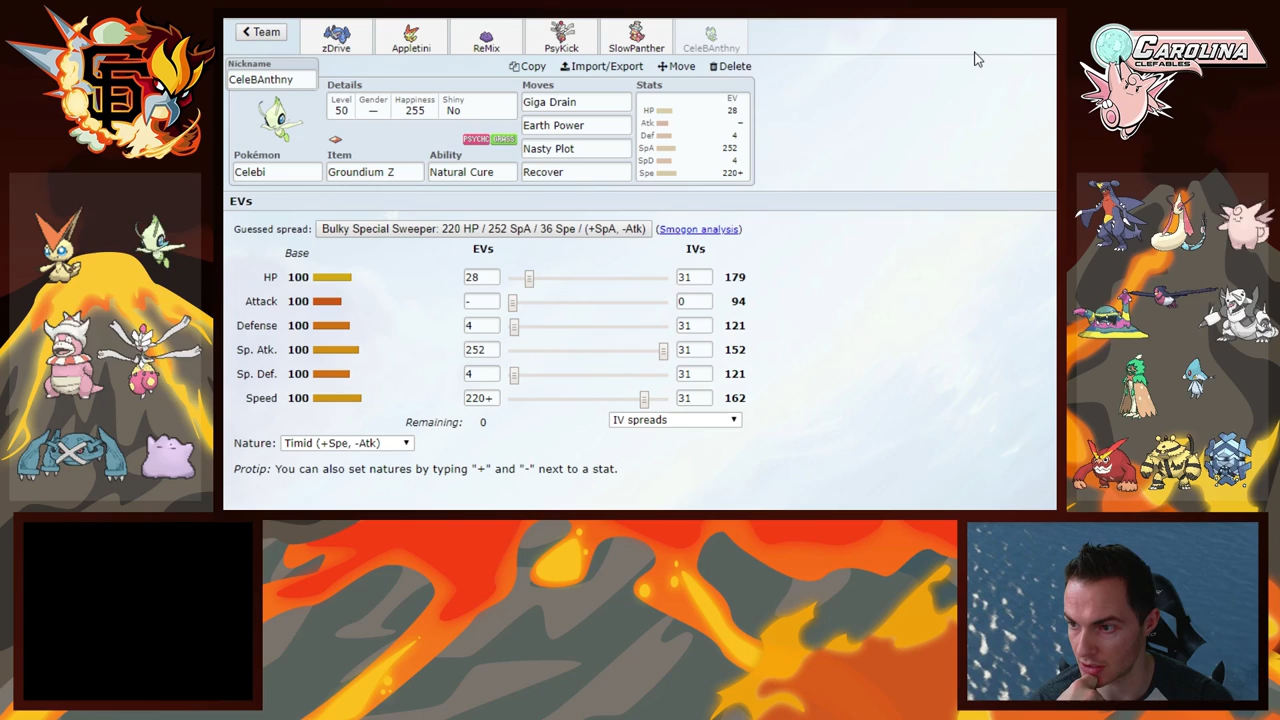 Team
zDrive
Appletini
ReMix
PsyKick
SlowPanther
CeleBAnthny
Nickname
CeleBAnthny
Copy
Import/Export
Move
Delete
Details
Level Gender Happiness Shiny
50 — 255 No
PSYCHC GRASS
Pokémon
Celebi
Item
Groundium Z
Ability
Natural Cure
Moves
Giga Drain
Earth Power
Nasty Plot
Recover
Stats
EV
HP 28
Atk –
Def 4
SpA 252
SpD 4
Spe 220+
EVs
Guessed spread: Bulky Special Sweeper: 220 HP / 252 SpA / 36 Spe / (+SpA, -Atk) (Smogon analysis)
Base EVs IVs
HP 100 28 31 179
Attack 100 - 0 94
Defense 100 4 31 121
Sp. Atk. 100 252 31 152
Sp. Def. 100 4 31 121
Speed 100 220+ 31 162
Remaining: 0
IV spreads
Nature: Timid (+Spe, -Atk)
Protip: You can also set natures by typing "+" and "-" next to a stat.
SF
CAROLINA
CLEFABLES